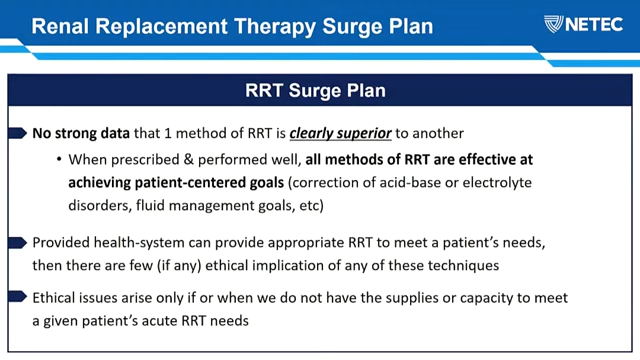 Renal Replacement Therapy Surge Plan
NETEC
RRT Surge Plan
No strong data that 1 method of RRT is clearly superior to another
• When prescribed & performed well, all methods of RRT are effective at
achieving patient-centered goals (correction of acid-base or electrolyte
disorders, fluid management goals, etc)
Provided health-system can provide appropriate RRT to meet a patient's needs,
then there are few (if any) ethical implication of any of these techniques
Ethical issues arise only if or when we do not have the supplies or capacity to meet
a given patient's acute RRT needs